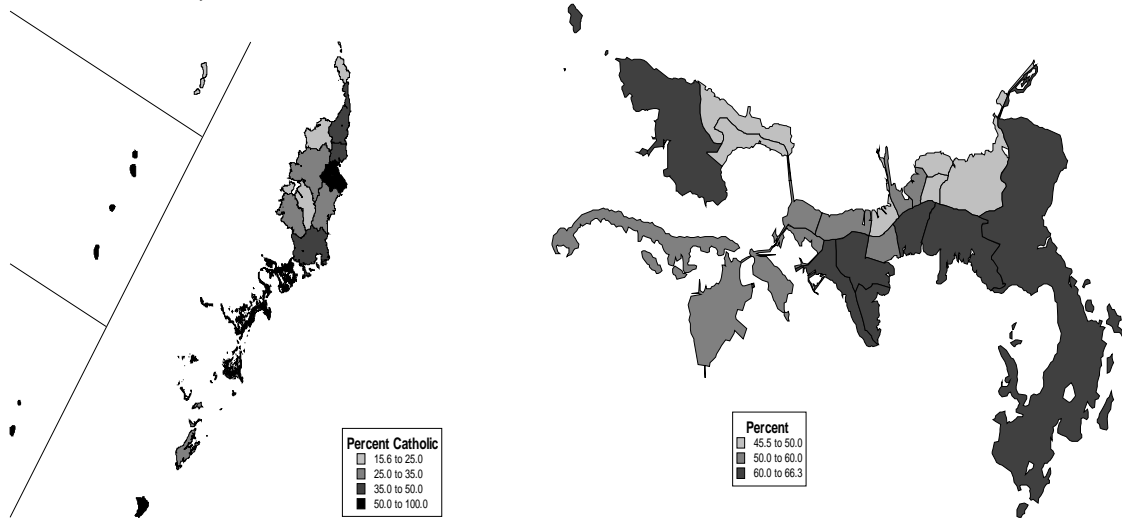 Percent Catholic
15.6 to 25.0
25.0 to 35.0
35.0 to 50.0
50.0 to 100.0
Percent
45.5 to 50.0
50.0 to 60.0
60.0 to 66.3